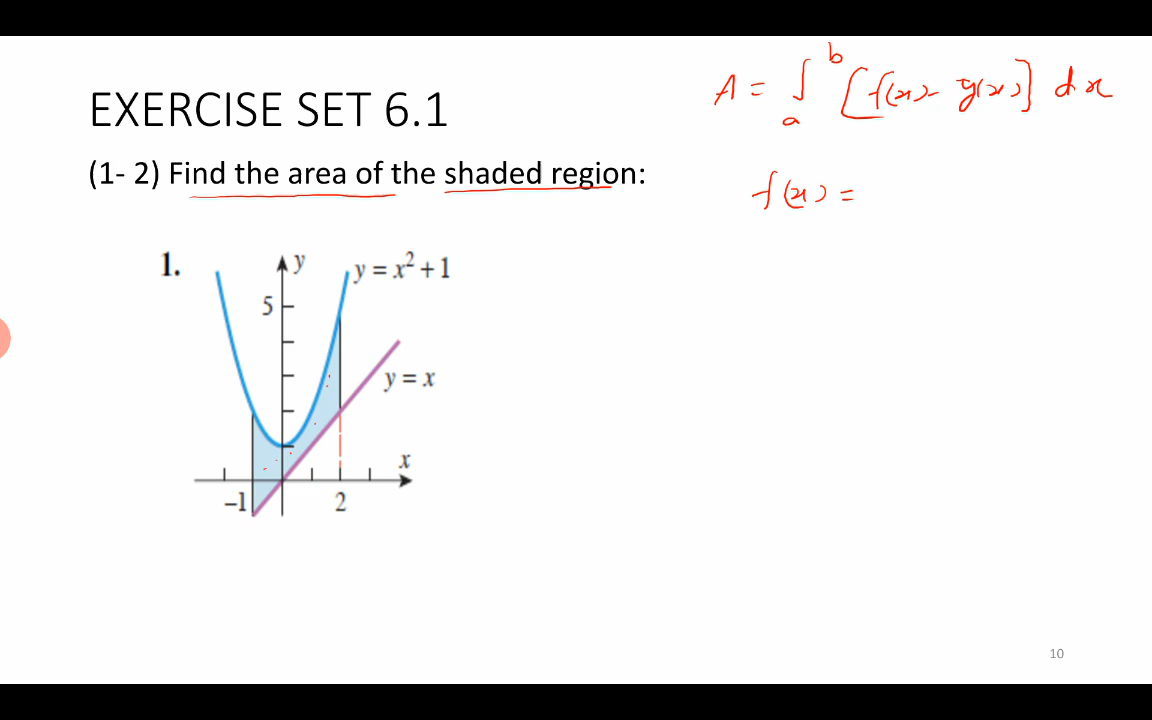 EXERCISE SET 6.1
A = ∫ₐᵇ [f(x) - g(x)] dx
(1- 2) Find the area of the shaded region:
f(x) =
1.
y
y = x² + 1
5
y = x
x
–1
2
10